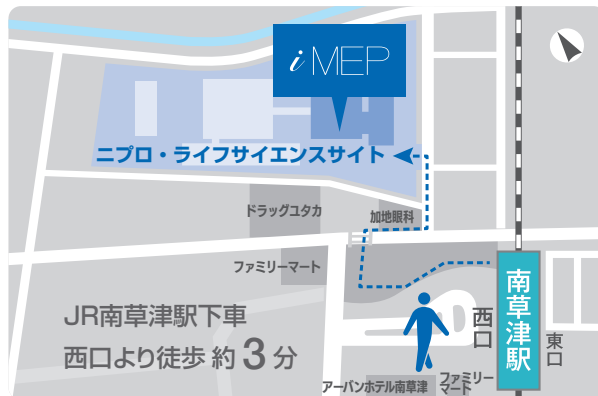 i MEP
ニプロ・ライフサイエンスサイト
ドラッグユタカ
加地眼科
ファミリーマート
JR南草津駅下車
西口より徒歩 約 3 分
西口
南草津駅
東口
アーバンホテル南草津
ファミリー
マート